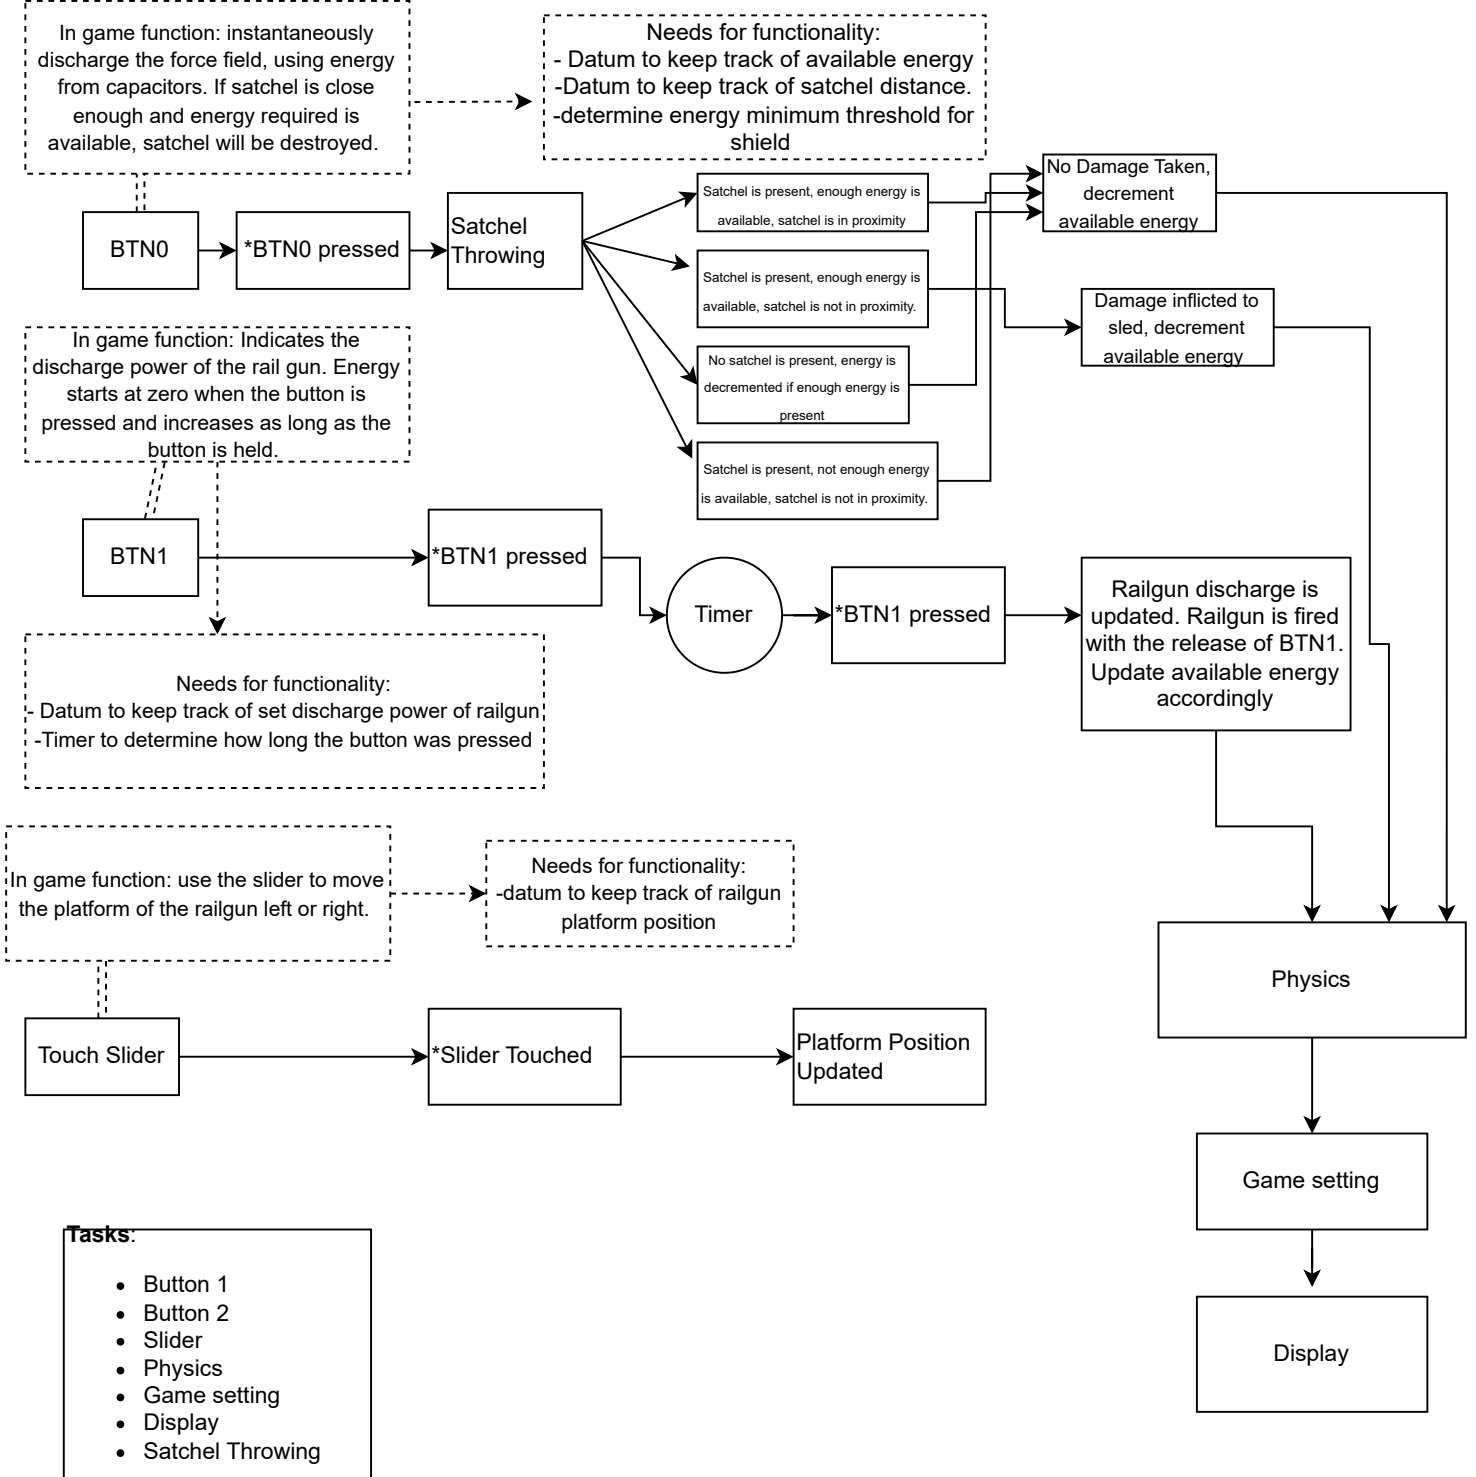 In game function: instantaneously
discharge the force field, using energy
from capacitors. If satchel is close
enough and energy required is
available, satchel will be destroyed.
Needs for functionality:
- Datum to keep track of available energy
-Datum to keep track of satchel distance.
-determine energy minimum threshold for
shield
BTN0
*BTN0 pressed
Satchel
Throwing
Satchel is present, enough energy is
available, satchel is in proximity
Satchel is present, enough energy is
available, satchel is not in proximity.
No satchel is present, energy is
decremented if enough energy is
present
Satchel is present, not enough energy
is available, satchel is not in proximity.
No Damage Taken,
decrement
available energy
Damage inflicted to
sled, decrement
available energy
In game function: Indicates the
discharge power of the rail gun. Energy
starts at zero when the button is
pressed and increases as long as the
button is held.
BTN1
*BTN1 pressed
Timer
*BTN1 pressed
Railgun discharge is
updated. Railgun is fired
with the release of BTN1.
Update available energy
accordingly
Needs for functionality:
- Datum to keep track of set discharge power of railgun
-Timer to determine how long the button was pressed
In game function: use the slider to move
the platform of the railgun left or right.
Needs for functionality:
-datum to keep track of railgun
platform position
Touch Slider
*Slider Touched
Platform Position
Updated
Physics
Game setting
Display
Tasks:
• Button 1
• Button 2
• Slider
• Physics
• Game setting
• Display
• Satchel Throwing